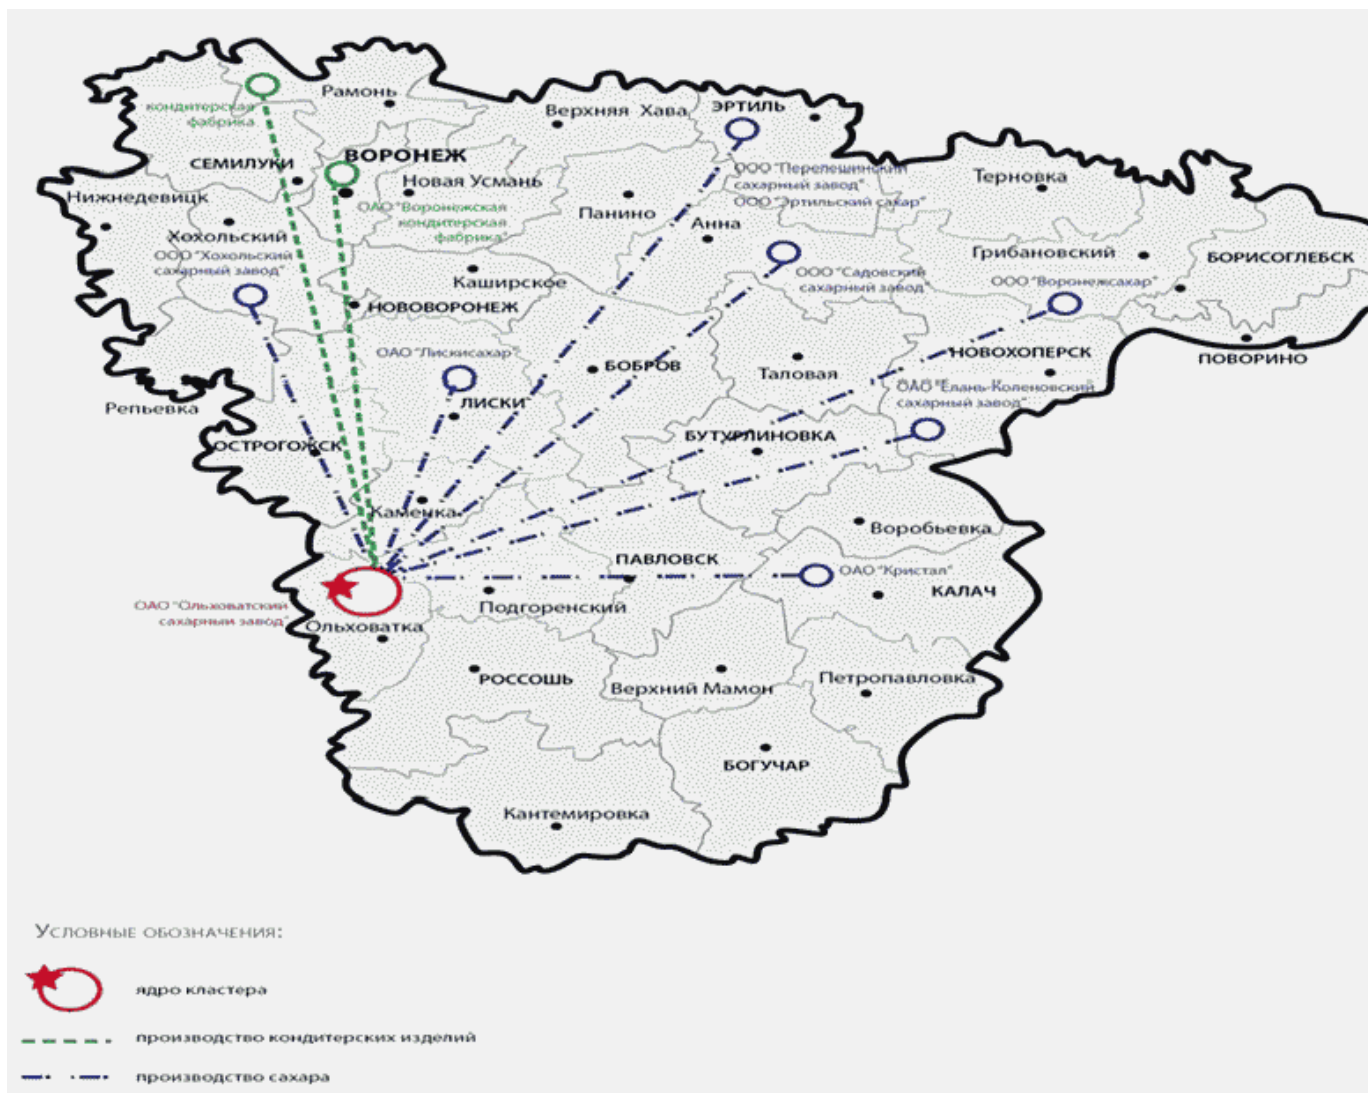 Рамонь
кондитерская
фабрика
Верхняя Хава
ЭРТИЛЬ
СЕМИЛУКИ
ВОРОНЕЖ
Новая Усмань
ООО "Перелешинский
сахарный завод"
ООО "Эртильский сахар"
Терновка
Нижнедевицк
ОАО "Воронежская
кондитерская
фабрика"
Панино
Анна
Хохольский
ООО "Хохольский
сахарный завод"
Каширское
ООО "Садовский
сахарный завод"
Грибановский
ООО "Воронежсахар"
БОРИСОГЛЕБСК
НОВОВОРОНЕЖ
ОАО "Лискисахар"
БОБРОВ
Таловая
НОВОХОПЕРСК
ПОВОРИНО
ОАО "Елань-Коленовский
сахарный завод"
Репьевка
ЛИСКИ
ОСТРОГОЖСК
БУТУРЛИНОВКА
Каменка
Воробьевка
ПАВЛОВСК
ОАО "Кристал"
КАЛАЧ
ОАО "Ольховатский
сахарный завод"
Подгоренский
Ольховатка
РОССОШЬ
Верхний Мамон
Петропавловка
БОГУЧАР
Кантемировка
Условные обозначения:
ядро кластера
производство кондитерских изделий
производство сахара